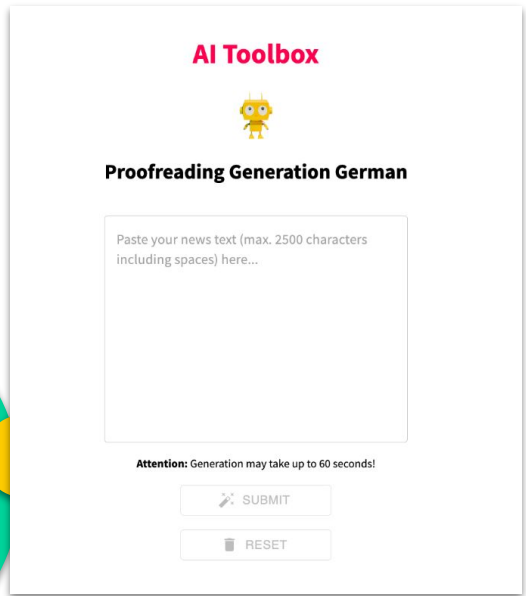 AI Toolbox
Proofreading Generation German
Paste your news text (max. 2500 characters
including spaces) here...
Attention: Generation may take up to 60 seconds!
SUBMIT
RESET